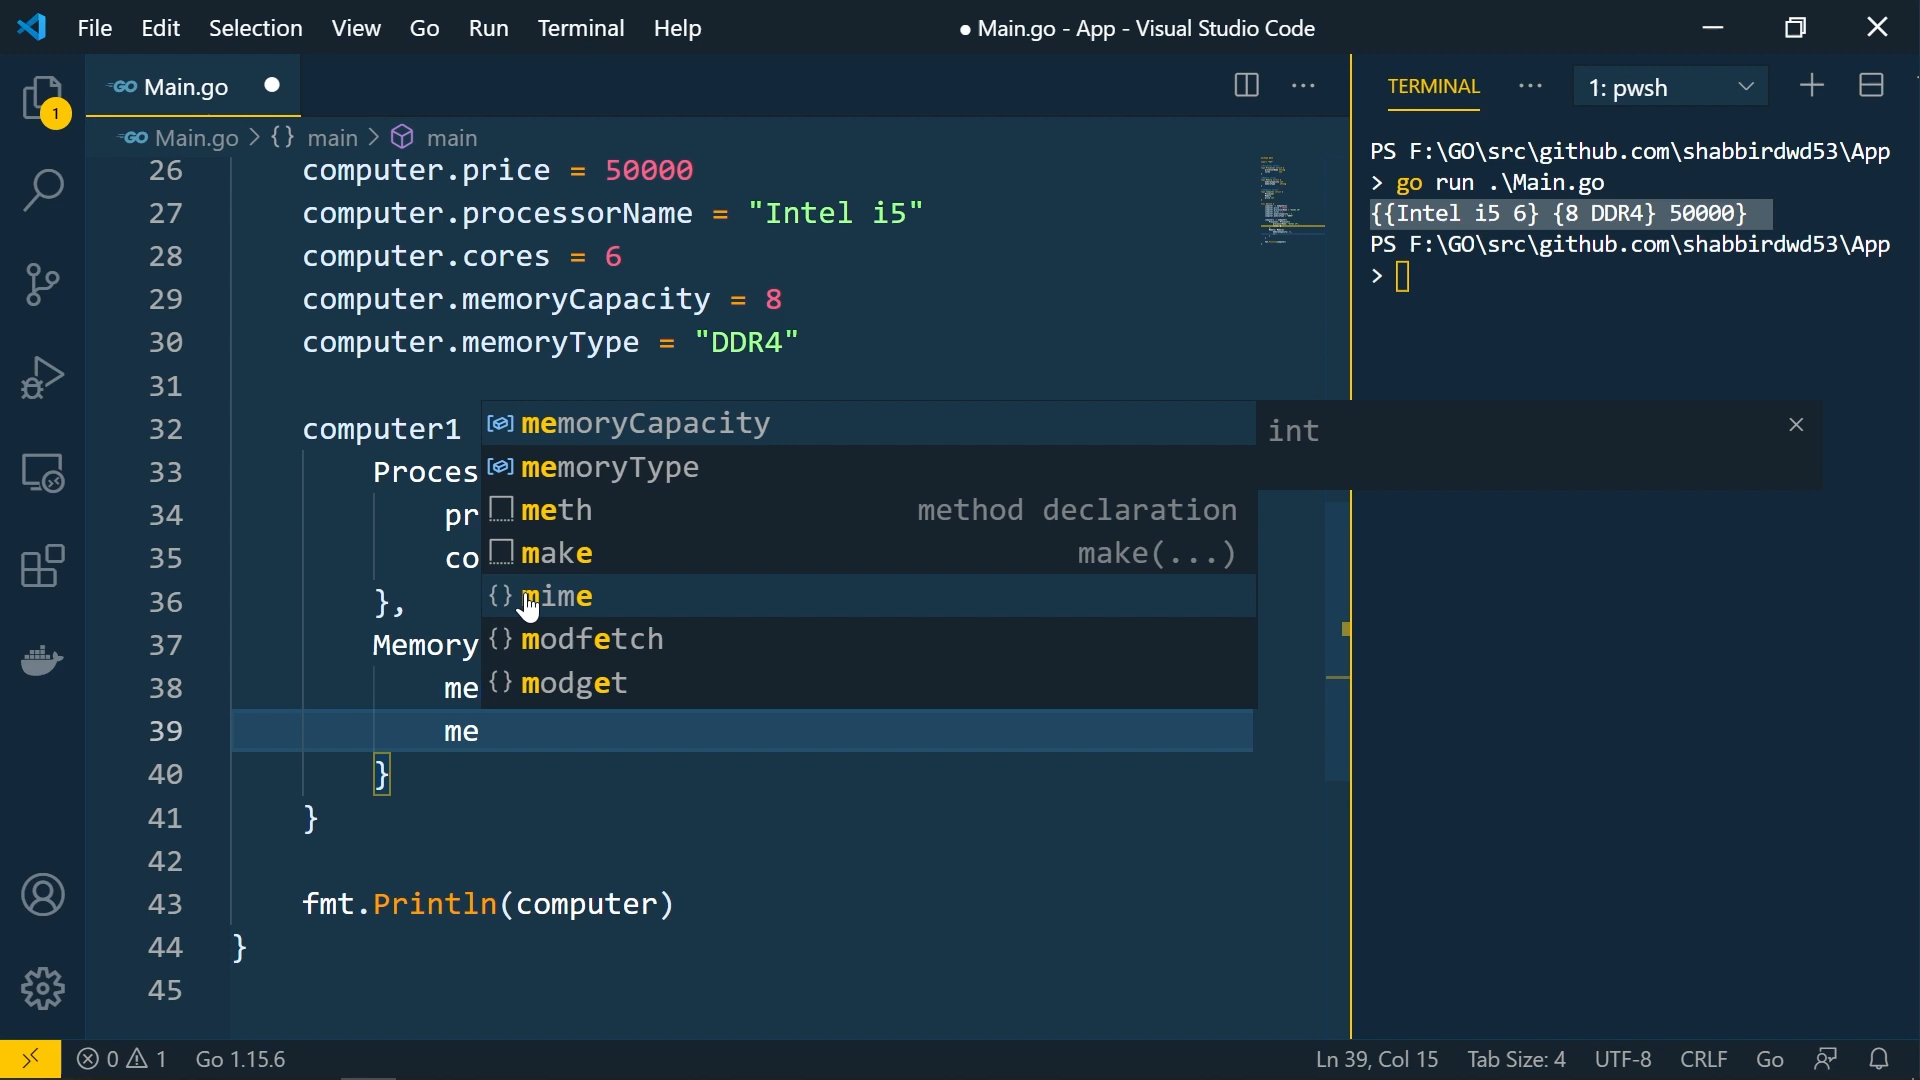 File Edit Selection View Go Run Terminal Help
● Main.go - App - Visual Studio Code
GO Main.go
TERMINAL
1: pwsh
1
GO Main.go > {} main > main
26 computer.price = 50000
27 computer.processorName = "Intel i5"
28 computer.cores = 6
29 computer.memoryCapacity = 8
30 computer.memoryType = "DDR4"
31
32 computer1
33 Proces
34 pr
35 co
36 },
37 Memory
38 me
39 me
40 }
41 }
42
43 fmt.Println(computer)
44 }
45
memoryCapacity
int
memoryType
meth method declaration
make make(...)
{} mime
{} modfetch
{} modget
PS F:\GO\src\github.com\shabbirdwd53\App
> go run .\Main.go
{{Intel i5 6} {8 DDR4} 50000}
PS F:\GO\src\github.com\shabbirdwd53\App
>
0 1 Go 1.15.6
Ln 39, Col 15 Tab Size: 4 UTF-8 CRLF Go